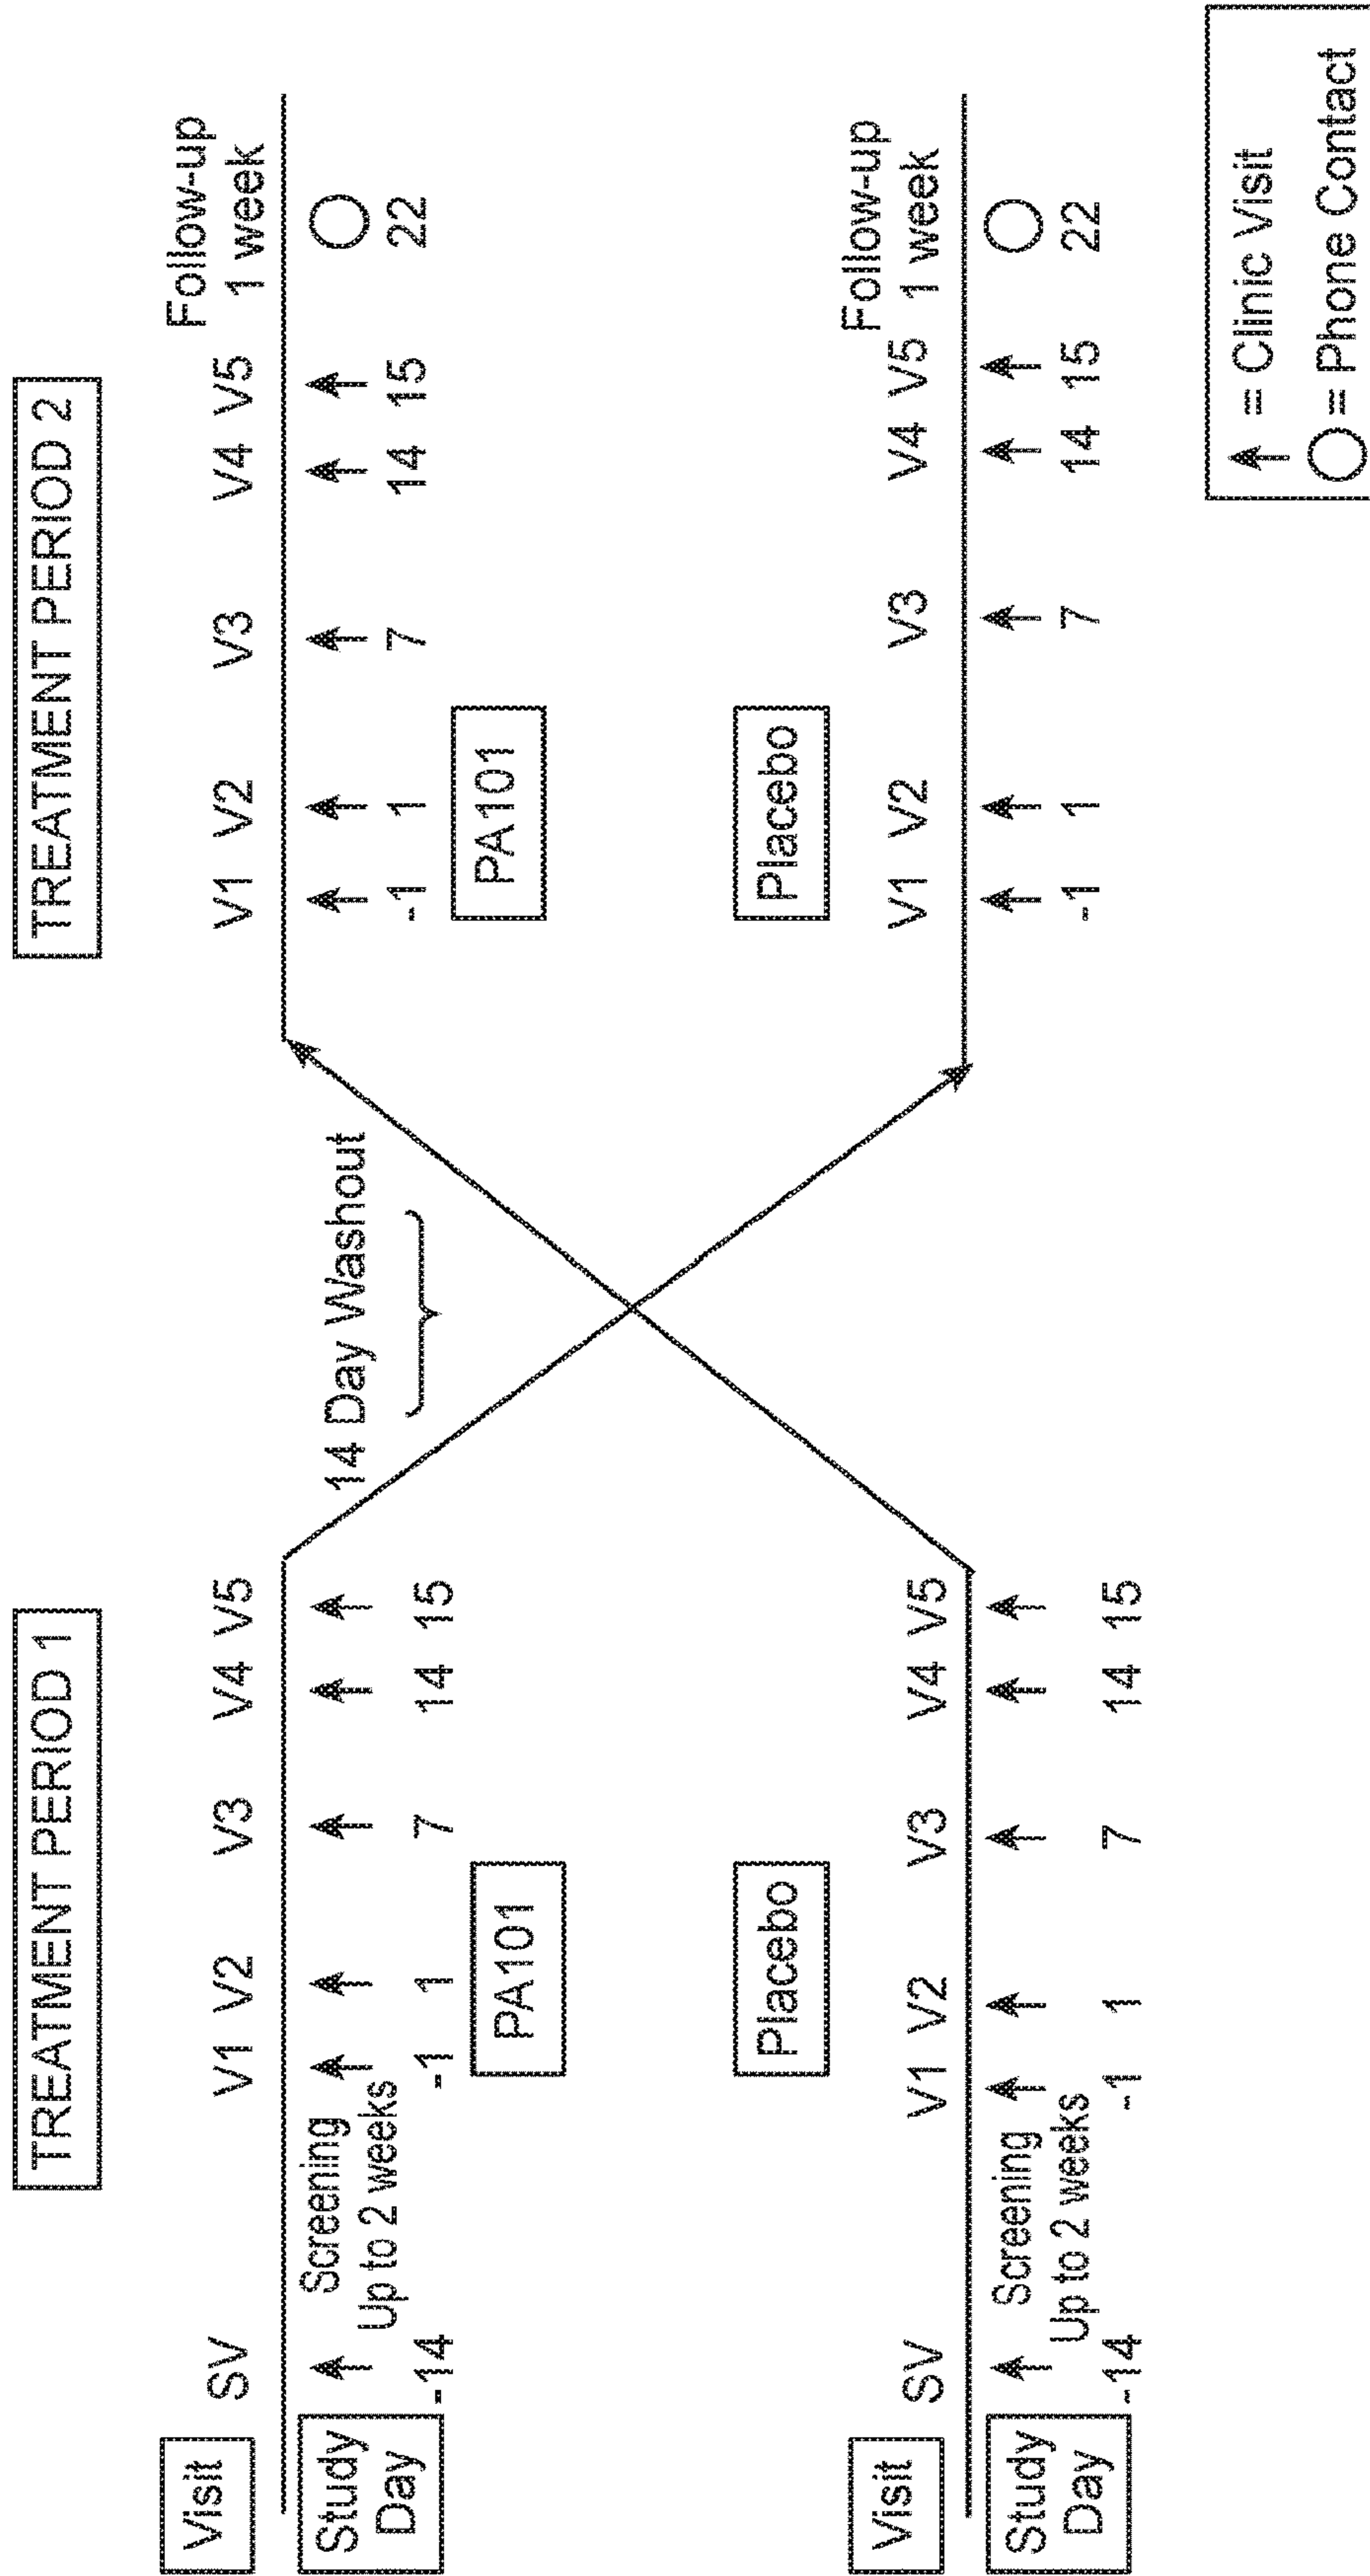 TREATMENT PERIOD 1
TREATMENT PERIOD 2
Visit
SV
V1
V2
V3
V4
V5
V1
V2
V3
V4
V5
Follow-up
1 week
Study
Day
Screening
Up to 2 weeks
-14
-1
1
7
14
15
14 Day Washout
-1
1
7
14
15
22
PA101
PA101
Placebo
Placebo
Visit
SV
V1
V2
V3
V4
V5
V1
V2
V3
V4
V5
Follow-up
1 week
Study
Day
Screening
Up to 2 weeks
-14
-1
1
7
14
15
-1
1
7
14
15
22
= Clinic Visit
= Phone Contact